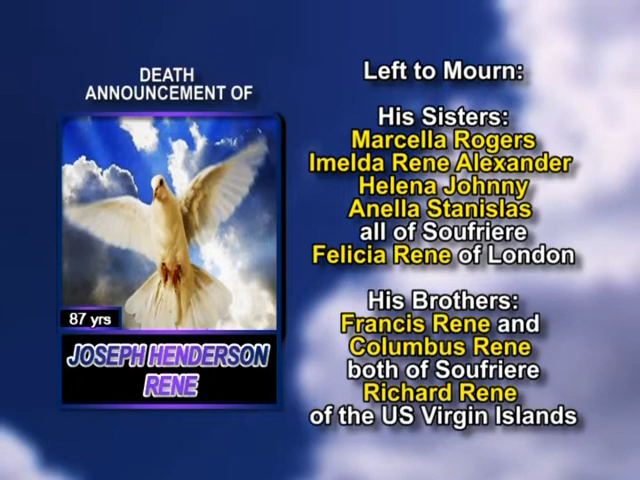 DEATH
ANNOUNCEMENT OF
87 yrs
JOSEPH HENDERSON
RENE
Left to Mourn:
His Sisters:
Marcella Rogers
Imelda Rene Alexander
Helena Johnny
Anella Stanislas
all of Soufriere
Felicia Rene of London
His Brothers:
Francis Rene and
Columbus Rene
both of Soufriere
Richard Rene
of the US Virgin Islands